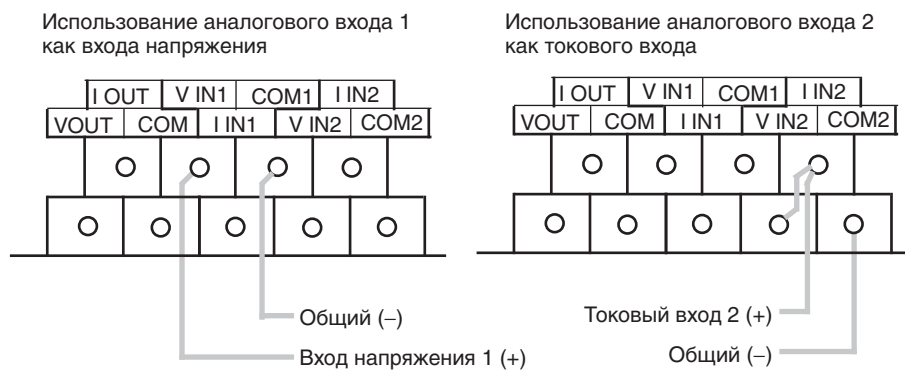 Использование аналогового входа 1
как входа напряжения
I OUT V IN1 COM1 I IN2
VOUT COM I IN1 V IN2 COM2
Общий (–)
Вход напряжения 1 (+)
Использование аналогового входа 2
как токового входа
I OUT V IN1 COM1 I IN2
VOUT COM I IN1 V IN2 COM2
Токовый вход 2 (+)
Общий (–)